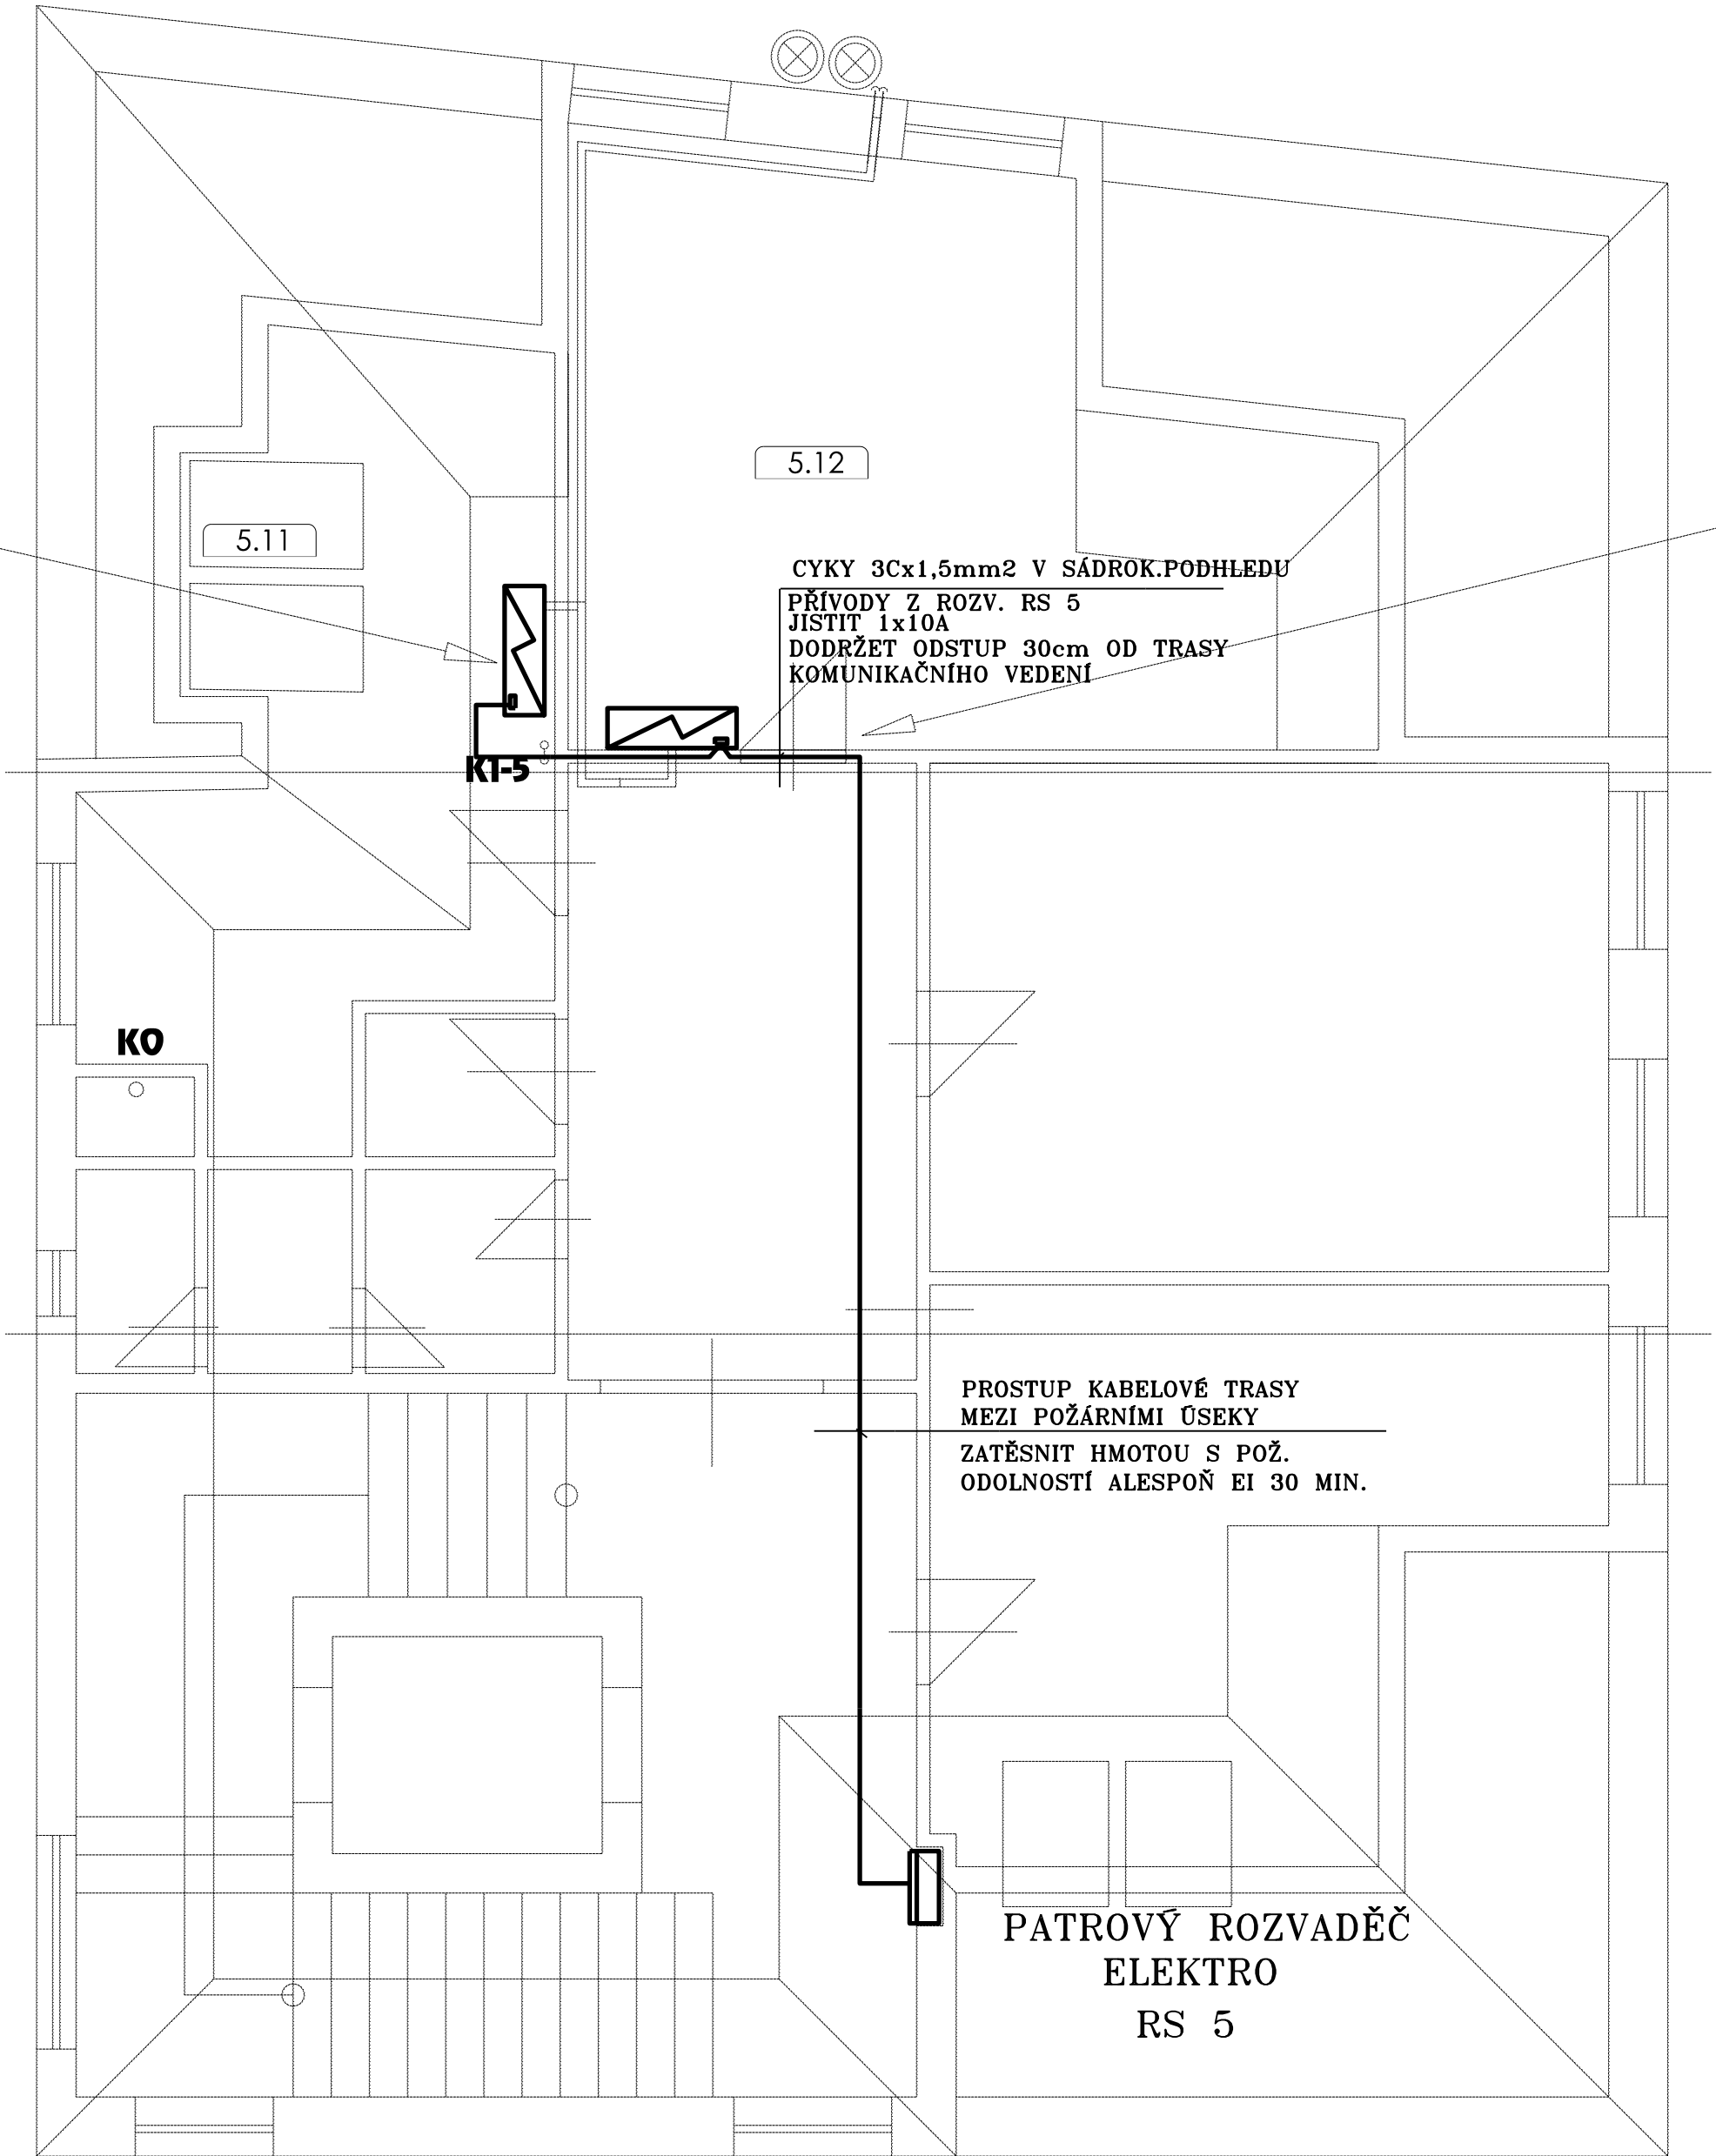 5.12
5.11
CYKY 3Cx1,5mm2 V SÁDROK.PODHLEDU
PŘÍVODY Z ROZV. RS 5
JISTIT 1x10A
DODRŽET ODSTUP 30cm OD TRASY
KOMUNIKAČNÍHO VEDENÍ
K1-5
KO
PROSTUP KABELOVÉ TRASY
MEZI POŽÁRNÍMI ÚSEKY
ZATĚSNIT HMOTOU S POŽ.
ODOLNOSTÍ ALESPOŇ EI 30 MIN.
PATROVÝ ROZVADĚČ
ELEKTRO
RS 5